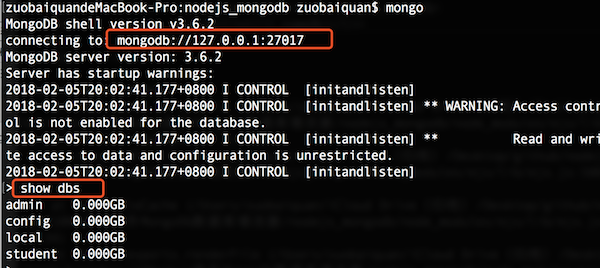 zuobaiquandeMacBook-Pro:nodejs_mongodb zuobaiquan$ mongo
MongoDB shell version v3.6.2
connecting to: mongodb://127.0.0.1:27017
MongoDB server version: 3.6.2
Server has startup warnings:
2018-02-05T20:02:41.177+0800 I CONTROL  [initandlisten]
2018-02-05T20:02:41.177+0800 I CONTROL  [initandlisten] ** WARNING: Access contr
ol is not enabled for the database.
2018-02-05T20:02:41.177+0800 I CONTROL  [initandlisten] **          Read and wri
te access to data and configuration is unrestricted.
2018-02-05T20:02:41.177+0800 I CONTROL  [initandlisten]
> show dbs
admin    0.000GB
config   0.000GB
local    0.000GB
student  0.000GB